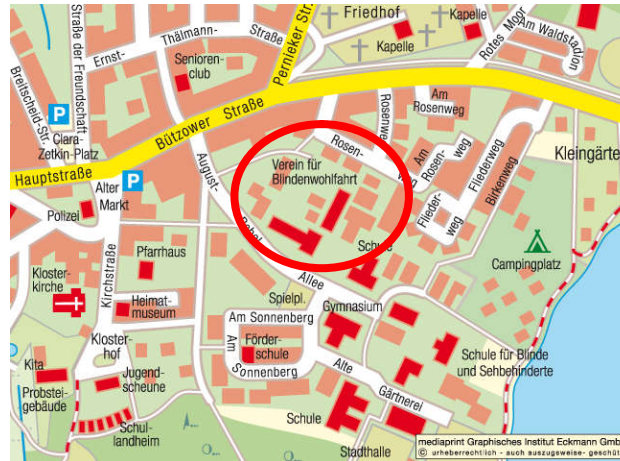 Friedhof
Kapelle
Kapelle
Rotes Moor
Am Waldstadion
Straße der Freundschaft
Ernst-
Thälmann-
Straße
Senioren-
club
Pernieker Str.
Breitscheid-Str.
P
Clara-
Zetkin-Platz
Bützower Straße
Hauptstraße
Am
Rosenweg
Rosenweg
Rosen-
weg
Am
Rosen-
weg
Flieder-
weg
Fliederweg
Birkenweg
Kleingärte
Verein für
Blindenwohlfahrt
August-
Bebel-
Allee
Alter
Markt
P
Polizei
Pfarrhaus
Kirchstraße
Kloster-
kirche
Heimat-
museum
Schule
Campingplatz
Spielpl.
Gymnasium
Am Sonnenberg
Am
Sonnenberg
Förder-
schule
Alte
Gärtnerei
Schule für Blinde
und Sehbehinderte
Kloster-
hof
Kita
Probstei-
gebäude
Jugend-
scheune
Schul-
landheim
Schule
Stadthalle
mediaprint Graphisches Institut Eckmann Gmb
© urheberrechtlich - auch auszugsweise- geschüt